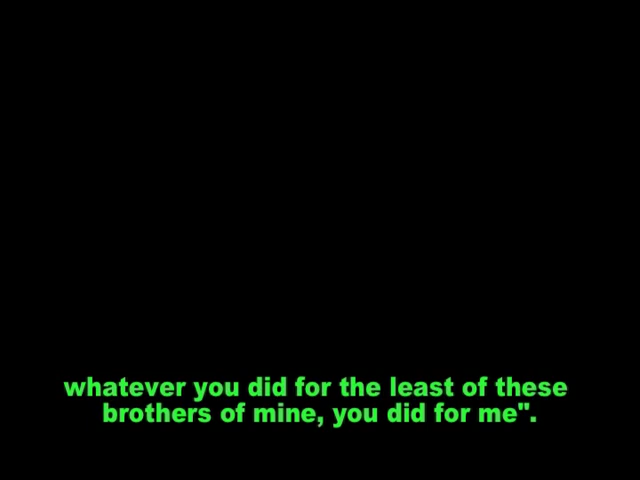 whatever you did for the least of these
brothers of mine, you did for me".